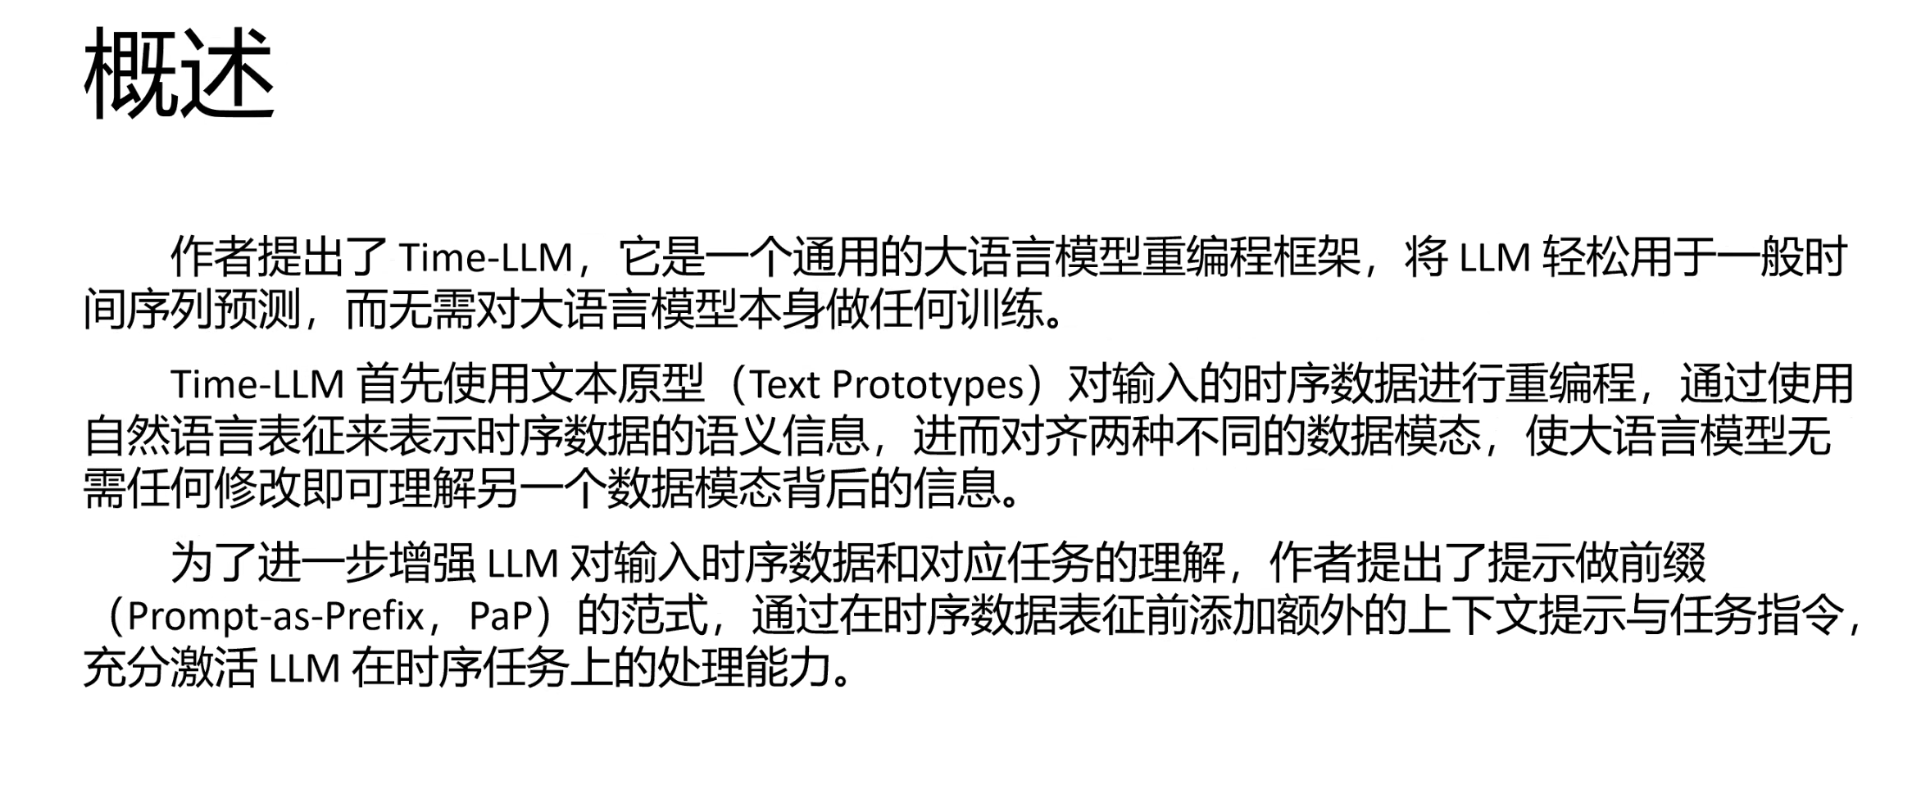 概述
作者提出了 Time-LLM，它是一个通用的大语言模型重编程框架，将 LLM 轻松用于一般时
间序列预测，而无需对大语言模型本身做任何训练。
Time-LLM 首先使用文本原型（Text Prototypes）对输入的时序数据进行重编程，通过使用
自然语言表征来表示时序数据的语义信息，进而对齐两种不同的数据模态，使大语言模型无
需任何修改即可理解另一个数据模态背后的信息。
为了进一步增强 LLM 对输入时序数据和对应任务的理解，作者提出了提示做前缀
（Prompt-as-Prefix，PaP）的范式，通过在时序数据表征前添加额外的上下文提示与任务指令，
充分激活 LLM 在时序任务上的处理能力。